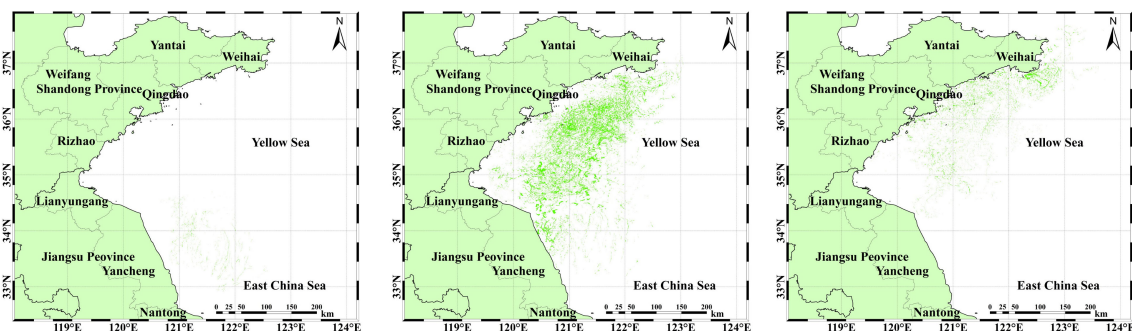 N
Yantai
Weihai
37°N
Weifang
Shandong Province
Qingdao
36°N
Rizhao
Yellow Sea
35°N
Lianyungang
34°N
Jiangsu Peovince
Yancheng
33°N
East China Sea
0 25 50 100 150 200
km
Nantong
119°E 120°E 121°E 122°E 123°E 124°E
N
Yantai
Weihai
37°N
Weifang
Shandong Province
Qingdao
36°N
Rizhao
Yellow Sea
35°N
Lianyungang
34°N
Jiangsu Peovince
Yancheng
33°N
East China Sea
0 25 50 100 150 200
km
Nantong
119°E 120°E 121°E 122°E 123°E 124°E
N
Yantai
Weihai
37°N
Weifang
Shandong Province
Qingdao
36°N
Rizhao
Yellow Sea
35°N
Lianyungang
34°N
Jiangsu Peovince
Yancheng
33°N
East China Sea
0 25 50 100 150 200
km
Nantong
119°E 120°E 121°E 122°E 123°E 124°E